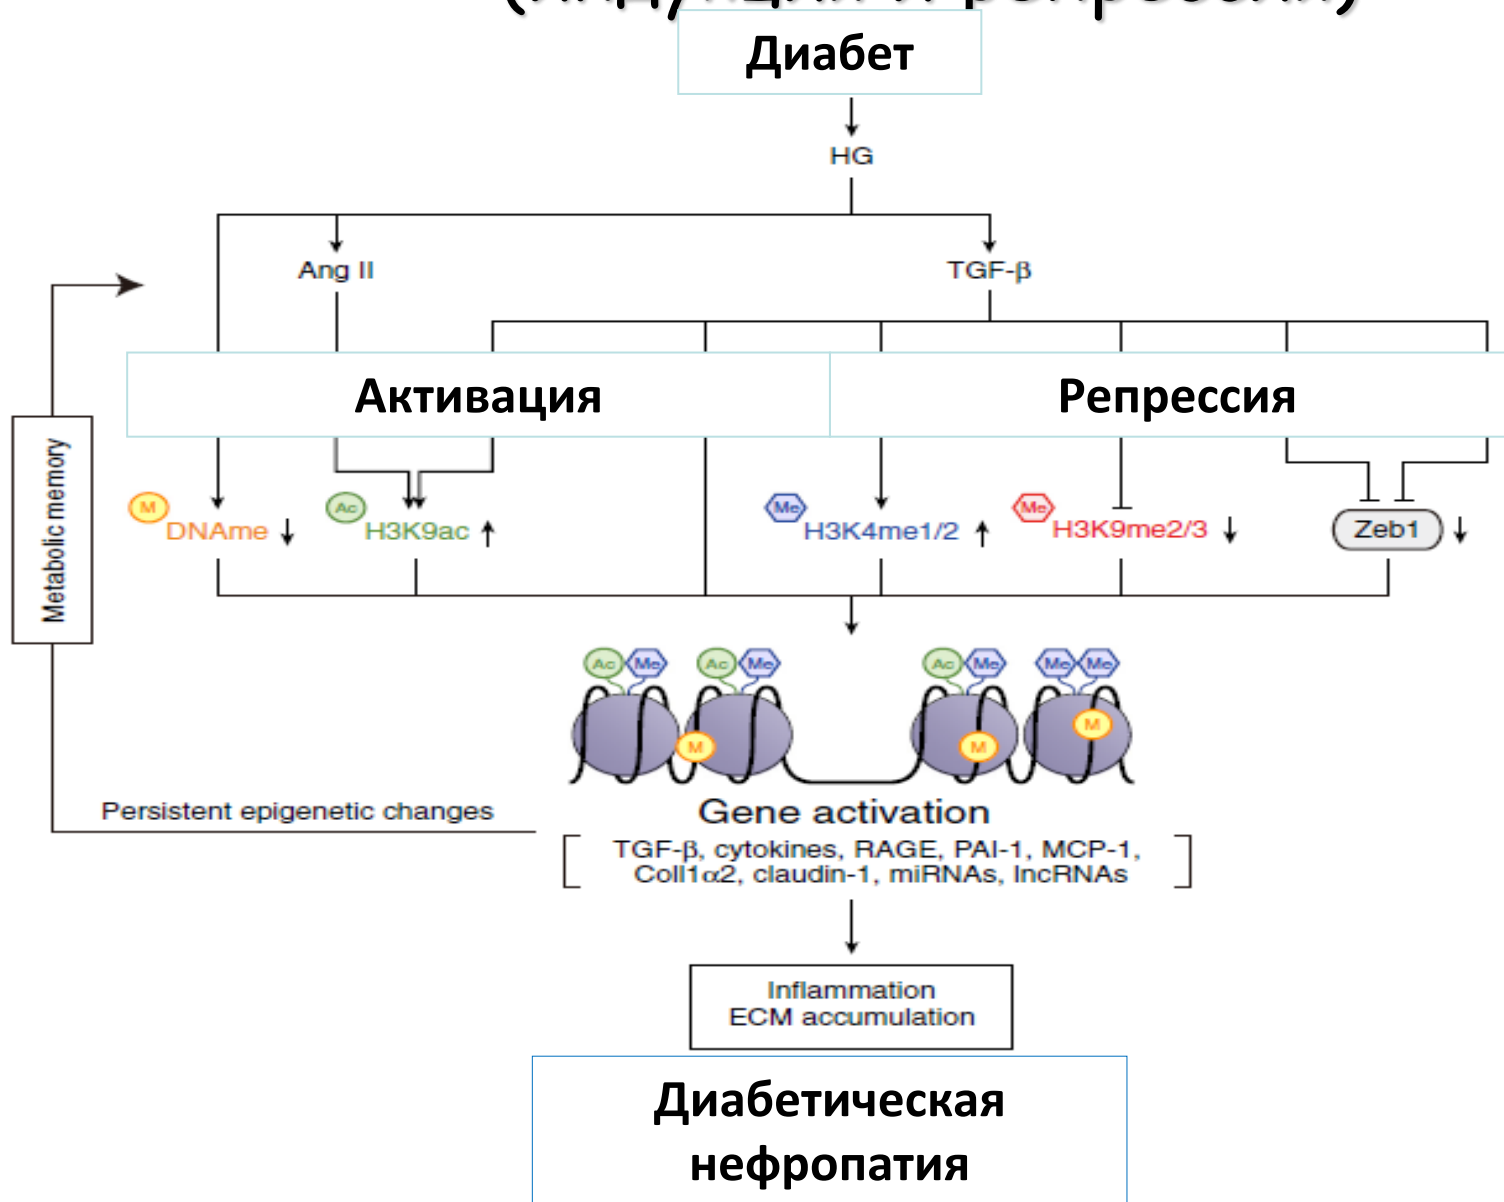 (индукция и репрессия)
Диабет
HG
Ang II
TGF-β
Активация
Репрессия
Metabolic memory
M
DNAme
Ac
H3K9ac
Me
H3K4me1/2
Me
H3K9me2/3
Zeb1
Ac Me Ac Me Ac Me Me Me
M M M
Persistent epigenetic changes
Gene activation
TGF-β, cytokines, RAGE, PAI-1, MCP-1,
Coll1α2, claudin-1, miRNAs, lncRNAs
Inflammation
ECM accumulation
Диабетическая
нефропатия